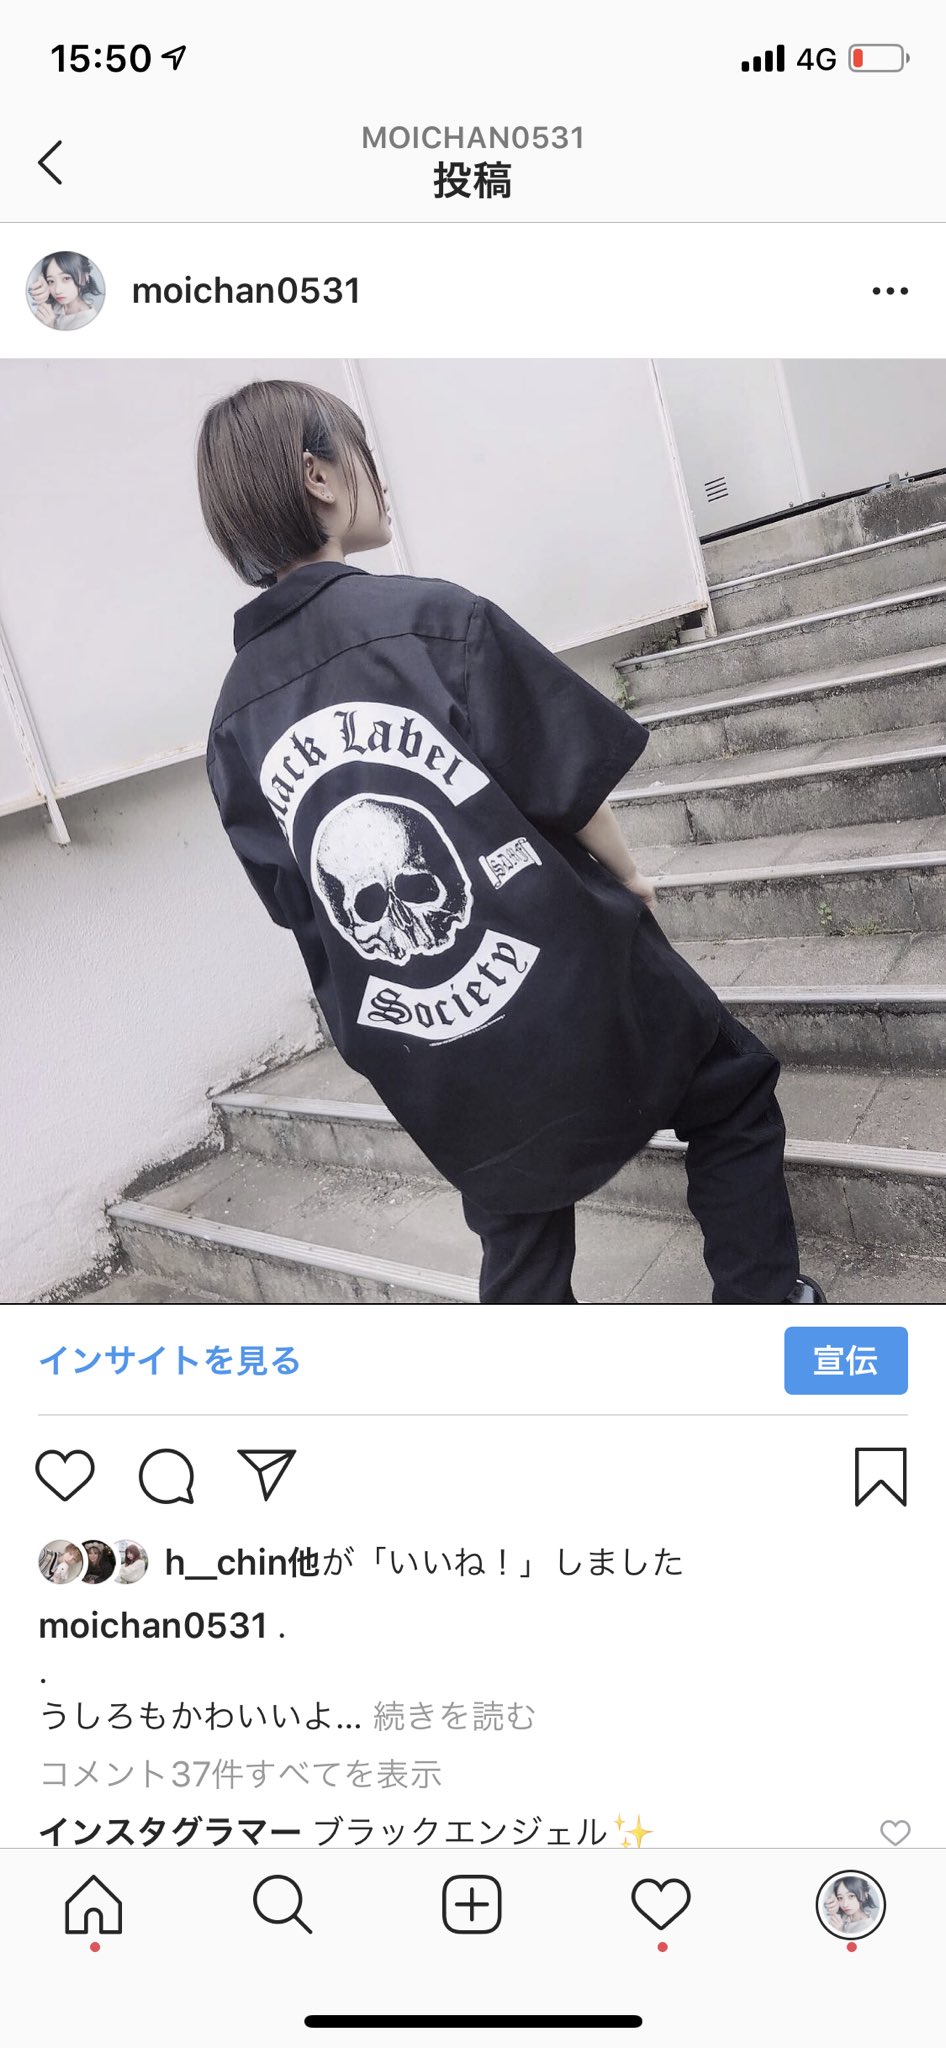 15:50
4G
MOICHAN0531
投稿
moichan0531
Black Label
Society
インサイトを見る
宣伝
h__chin他が「いいね！」しました
moichan0531 .
.
うしろもかわいいよ... 続きを読む
コメント37件すべてを表示
インスタグラマー ブラックエンジェル✨